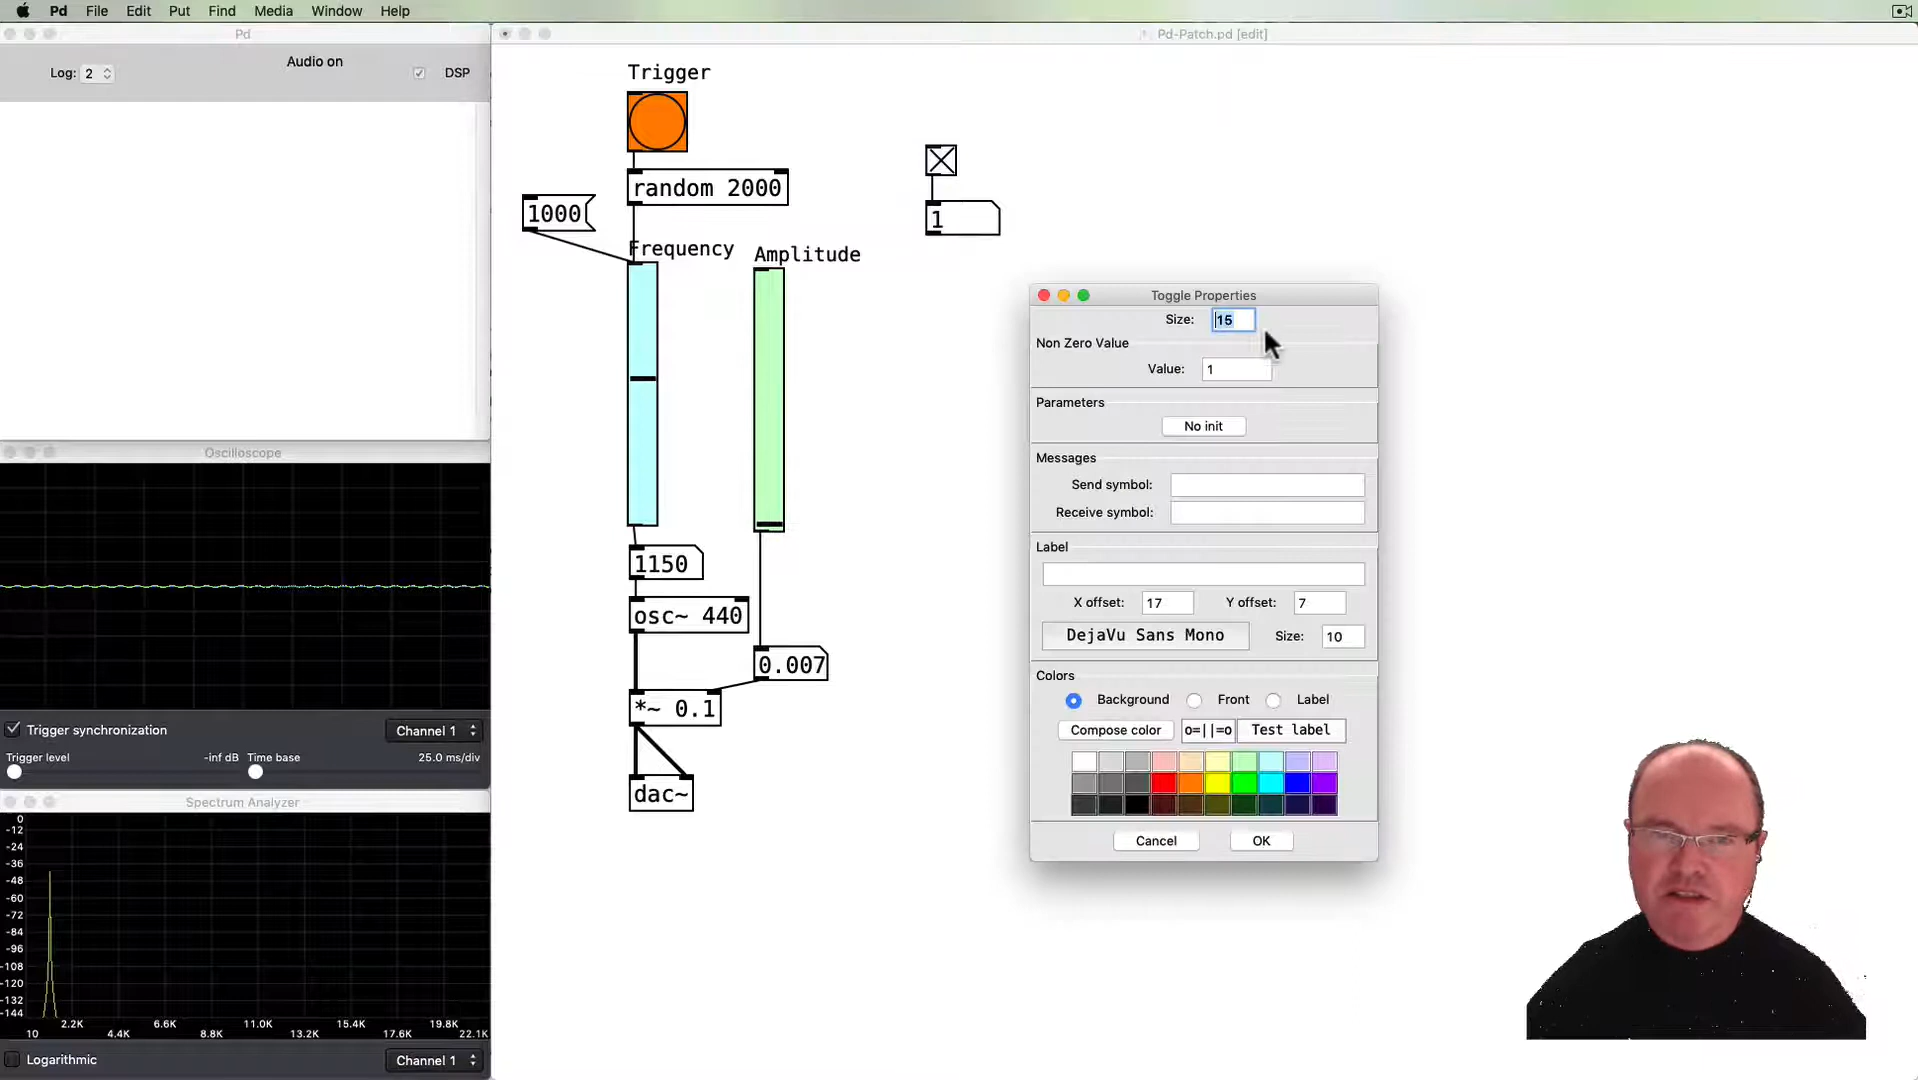 Pd File Edit Put Find Media Window Help
Pd
Audio on
Log: 2
DSP
Pd-Patch.pd [edit]
Trigger
random 2000
1000
1
Frequency
Amplitude
1150
osc~ 440
0.007
*~ 0.1
dac~
Toggle Properties
Size: 15
Non Zero Value
Value: 1
Parameters
No init
Messages
Send symbol:
Receive symbol:
Label
X offset: 17 Y offset: 7
DejaVu Sans Mono Size: 10
Colors
Background Front Label
Compose color o=||=o Test label
Cancel OK
Oscilloscope
Trigger synchronization Channel 1
Trigger level -inf dB Time base 25.0 ms/div
Spectrum Analyzer
0
-12
-24
-36
-48
-60
-72
-84
-96
-108
-120
-132
-144
2.2K 6.6K 11.0K 15.4K 19.8K
10 4.4K 8.8K 13.2K 17.6K 22.1K
Logarithmic Channel 1